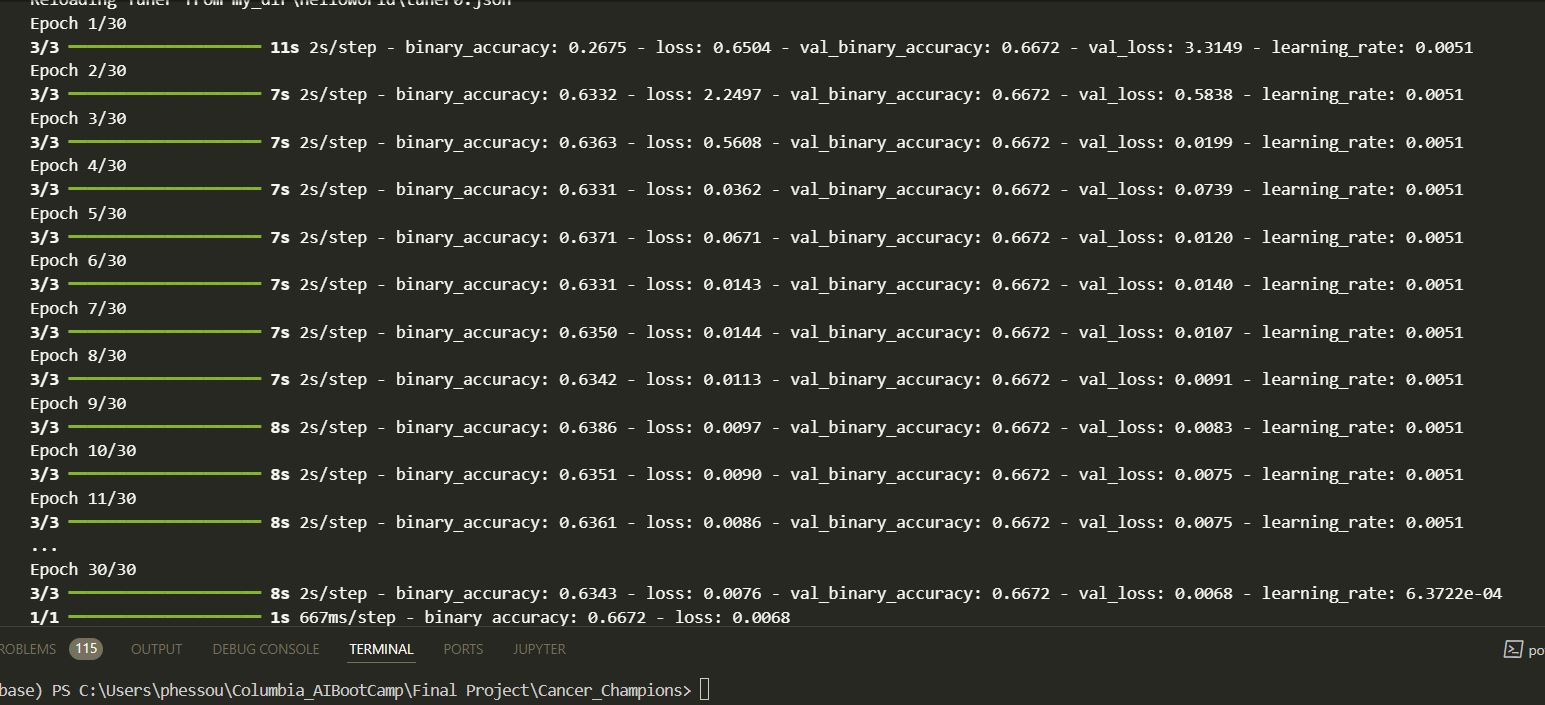 Reloading Tuner from my_dir\helloworld\tuner0.json
Epoch 1/30
3/3 ━━━━━━━━━━━━━━━━━━━━ 11s 2s/step - binary_accuracy: 0.2675 - loss: 0.6504 - val_binary_accuracy: 0.6672 - val_loss: 3.3149 - learning_rate: 0.0051
Epoch 2/30
3/3 ━━━━━━━━━━━━━━━━━━━━ 7s 2s/step - binary_accuracy: 0.6332 - loss: 2.2497 - val_binary_accuracy: 0.6672 - val_loss: 0.5838 - learning_rate: 0.0051
Epoch 3/30
3/3 ━━━━━━━━━━━━━━━━━━━━ 7s 2s/step - binary_accuracy: 0.6363 - loss: 0.5608 - val_binary_accuracy: 0.6672 - val_loss: 0.0199 - learning_rate: 0.0051
Epoch 4/30
3/3 ━━━━━━━━━━━━━━━━━━━━ 7s 2s/step - binary_accuracy: 0.6331 - loss: 0.0362 - val_binary_accuracy: 0.6672 - val_loss: 0.0739 - learning_rate: 0.0051
Epoch 5/30
3/3 ━━━━━━━━━━━━━━━━━━━━ 7s 2s/step - binary_accuracy: 0.6371 - loss: 0.0671 - val_binary_accuracy: 0.6672 - val_loss: 0.0120 - learning_rate: 0.0051
Epoch 6/30
3/3 ━━━━━━━━━━━━━━━━━━━━ 7s 2s/step - binary_accuracy: 0.6331 - loss: 0.0143 - val_binary_accuracy: 0.6672 - val_loss: 0.0140 - learning_rate: 0.0051
Epoch 7/30
3/3 ━━━━━━━━━━━━━━━━━━━━ 7s 2s/step - binary_accuracy: 0.6350 - loss: 0.0144 - val_binary_accuracy: 0.6672 - val_loss: 0.0107 - learning_rate: 0.0051
Epoch 8/30
3/3 ━━━━━━━━━━━━━━━━━━━━ 7s 2s/step - binary_accuracy: 0.6342 - loss: 0.0113 - val_binary_accuracy: 0.6672 - val_loss: 0.0091 - learning_rate: 0.0051
Epoch 9/30
3/3 ━━━━━━━━━━━━━━━━━━━━ 8s 2s/step - binary_accuracy: 0.6386 - loss: 0.0097 - val_binary_accuracy: 0.6672 - val_loss: 0.0083 - learning_rate: 0.0051
Epoch 10/30
3/3 ━━━━━━━━━━━━━━━━━━━━ 8s 2s/step - binary_accuracy: 0.6351 - loss: 0.0090 - val_binary_accuracy: 0.6672 - val_loss: 0.0075 - learning_rate: 0.0051
Epoch 11/30
3/3 ━━━━━━━━━━━━━━━━━━━━ 8s 2s/step - binary_accuracy: 0.6361 - loss: 0.0086 - val_binary_accuracy: 0.6672 - val_loss: 0.0075 - learning_rate: 0.0051
...
Epoch 30/30
3/3 ━━━━━━━━━━━━━━━━━━━━ 8s 2s/step - binary_accuracy: 0.6343 - loss: 0.0076 - val_binary_accuracy: 0.6672 - val_loss: 0.0068 - learning_rate: 6.3722e-04
1/1 ━━━━━━━━━━━━━━━━━━━━ 1s 667ms/step - binary_accuracy: 0.6672 - loss: 0.0068
ROBLEMS 115 OUTPUT DEBUG CONSOLE TERMINAL PORTS JUPYTER po
base) PS C:\Users\phessou\Columbia_AIBootCamp\Final Project\Cancer_Champions>